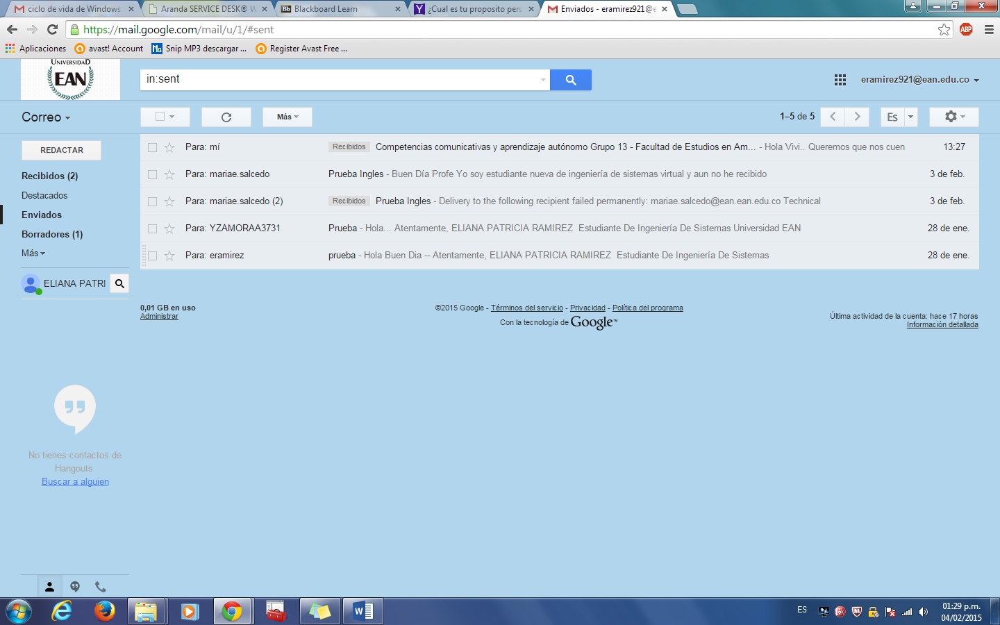 ciclo de vida de Windows
Aranda SERVICE DESK® W
Blackboard Learn
¿Cual es tu proposito pers
Enviados - eramirez921@e
https://mail.google.com/mail/u/1/#sent
ABP
Aplicaciones
avast! Account
Snip MP3 descargar ...
Register Avast Free ...
UNIVERSIDAD
EAN
in:sent
eramirez921@ean.edu.co
Correo
Más
1–5 de 5
Es
REDACTAR
Recibidos (2)
Destacados
Enviados
Borradores (1)
Más
ELIANA PATRI
Para: mí Recibidos Competencias comunicativas y aprendizaje autónomo Grupo 13 - Facultad de Estudios en Am... - Hola Vivi.. Queremos que nos cuen 13:27
Para: mariae.salcedo Prueba Ingles - Buen Día Profe Yo soy estudiante nueva de ingeniería de sistemas virtual y aun no he recibido 3 de feb.
Para: mariae.salcedo (2) Recibidos Prueba Ingles - Delivery to the following recipient failed permanently: mariae.salcedo@ean.ean.edu.co Technical 3 de feb.
Para: YZAMORAA3731 Prueba - Hola... Atentamente, ELIANA PATRICIA RAMIREZ Estudiante De Ingeniería De Sistemas Universidad EAN 28 de ene.
Para: eramirez prueba - Hola Buen Dia -- Atentamente, ELIANA PATRICIA RAMIREZ Estudiante De Ingeniería De Sistemas 28 de ene.
0,01 GB en uso
Administrar
©2015 Google - Términos del servicio - Privacidad - Política del programa
Con la tecnología de Google™
Última actividad de la cuenta: hace 17 horas
Información detallada
No tienes contactos de
Hangouts
Buscar a alguien
ES
01:29 p.m.
04/02/2015